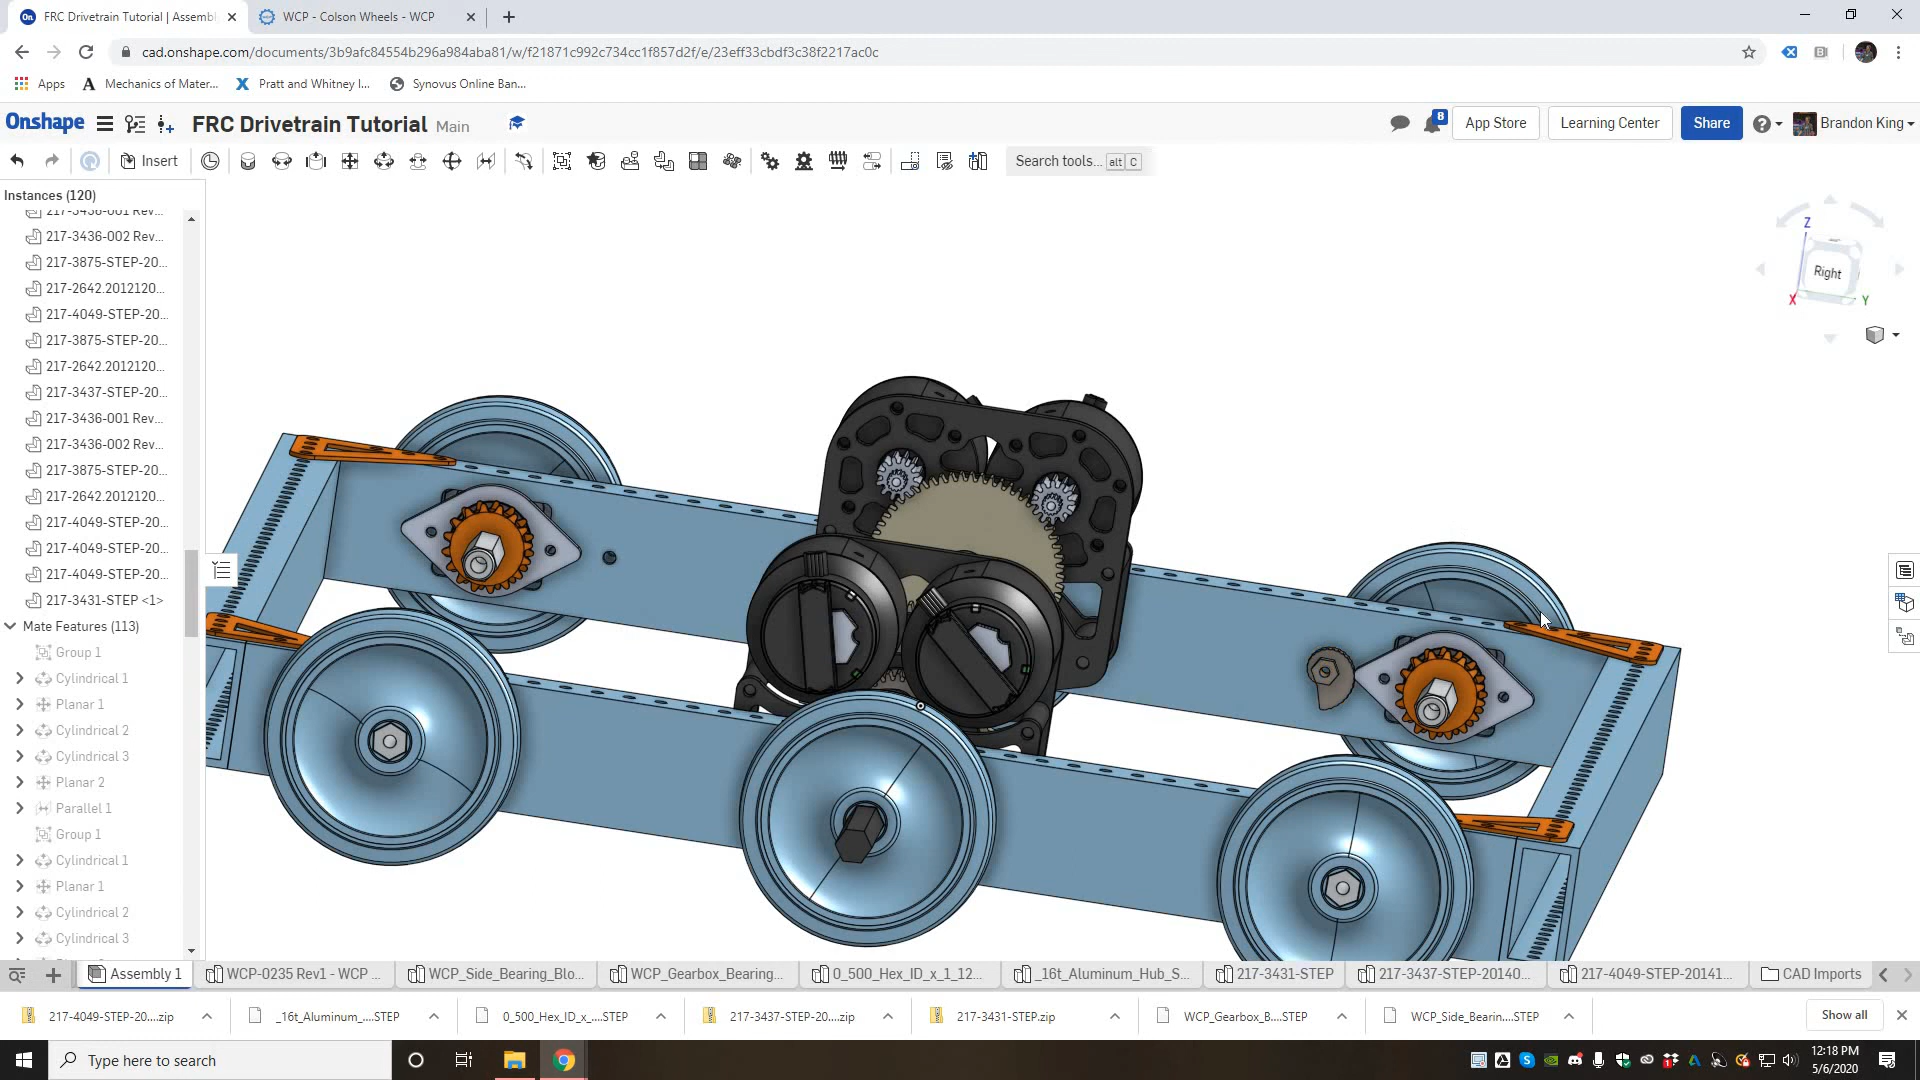 FRC Drivetrain Tutorial | Assembl
WCP - Colson Wheels - WCP
cad.onshape.com/documents/3b9afc84554b296a984aba81/w/f21871c992c734cc1f857d2f/e/23eff33cbdf3c38f2217ac0c
Apps
Mechanics of Mater...
Pratt and Whitney I...
Synovus Online Ban...
Onshape
FRC Drivetrain Tutorial Main
8
App Store
Learning Center
Share
Brandon King
Insert
Search tools... alt C
Instances (120)
217-3436-001 Rev...
217-3436-002 Rev...
217-3875-STEP-20...
217-2642.2012120...
217-4049-STEP-20...
217-3875-STEP-20...
217-2642.2012120...
217-3437-STEP-20...
217-3436-001 Rev...
217-3436-002 Rev...
217-3875-STEP-20...
217-2642.2012120...
217-4049-STEP-20...
217-4049-STEP-20...
217-4049-STEP-20...
217-3431-STEP <1>
Mate Features (113)
Group 1
Cylindrical 1
Planar 1
Cylindrical 2
Cylindrical 3
Planar 2
Parallel 1
Group 1
Cylindrical 1
Planar 1
Cylindrical 2
Cylindrical 3
Z
Right
X
Y
Assembly 1
WCP-0235 Rev1 - WCP ...
WCP_Side_Bearing_Blo...
WCP_Gearbox_Bearing...
0_500_Hex_ID_x_1_12...
_16t_Aluminum_Hub_S...
217-3431-STEP
217-3437-STEP-20140...
217-4049-STEP-20141...
CAD Imports
217-4049-STEP-20....zip
_16t_Aluminum_....STEP
0_500_Hex_ID_x_....STEP
217-3437-STEP-20....zip
217-3431-STEP.zip
WCP_Gearbox_B....STEP
WCP_Side_Bearin....STEP
Show all
Type here to search
12:18 PM
5/6/2020